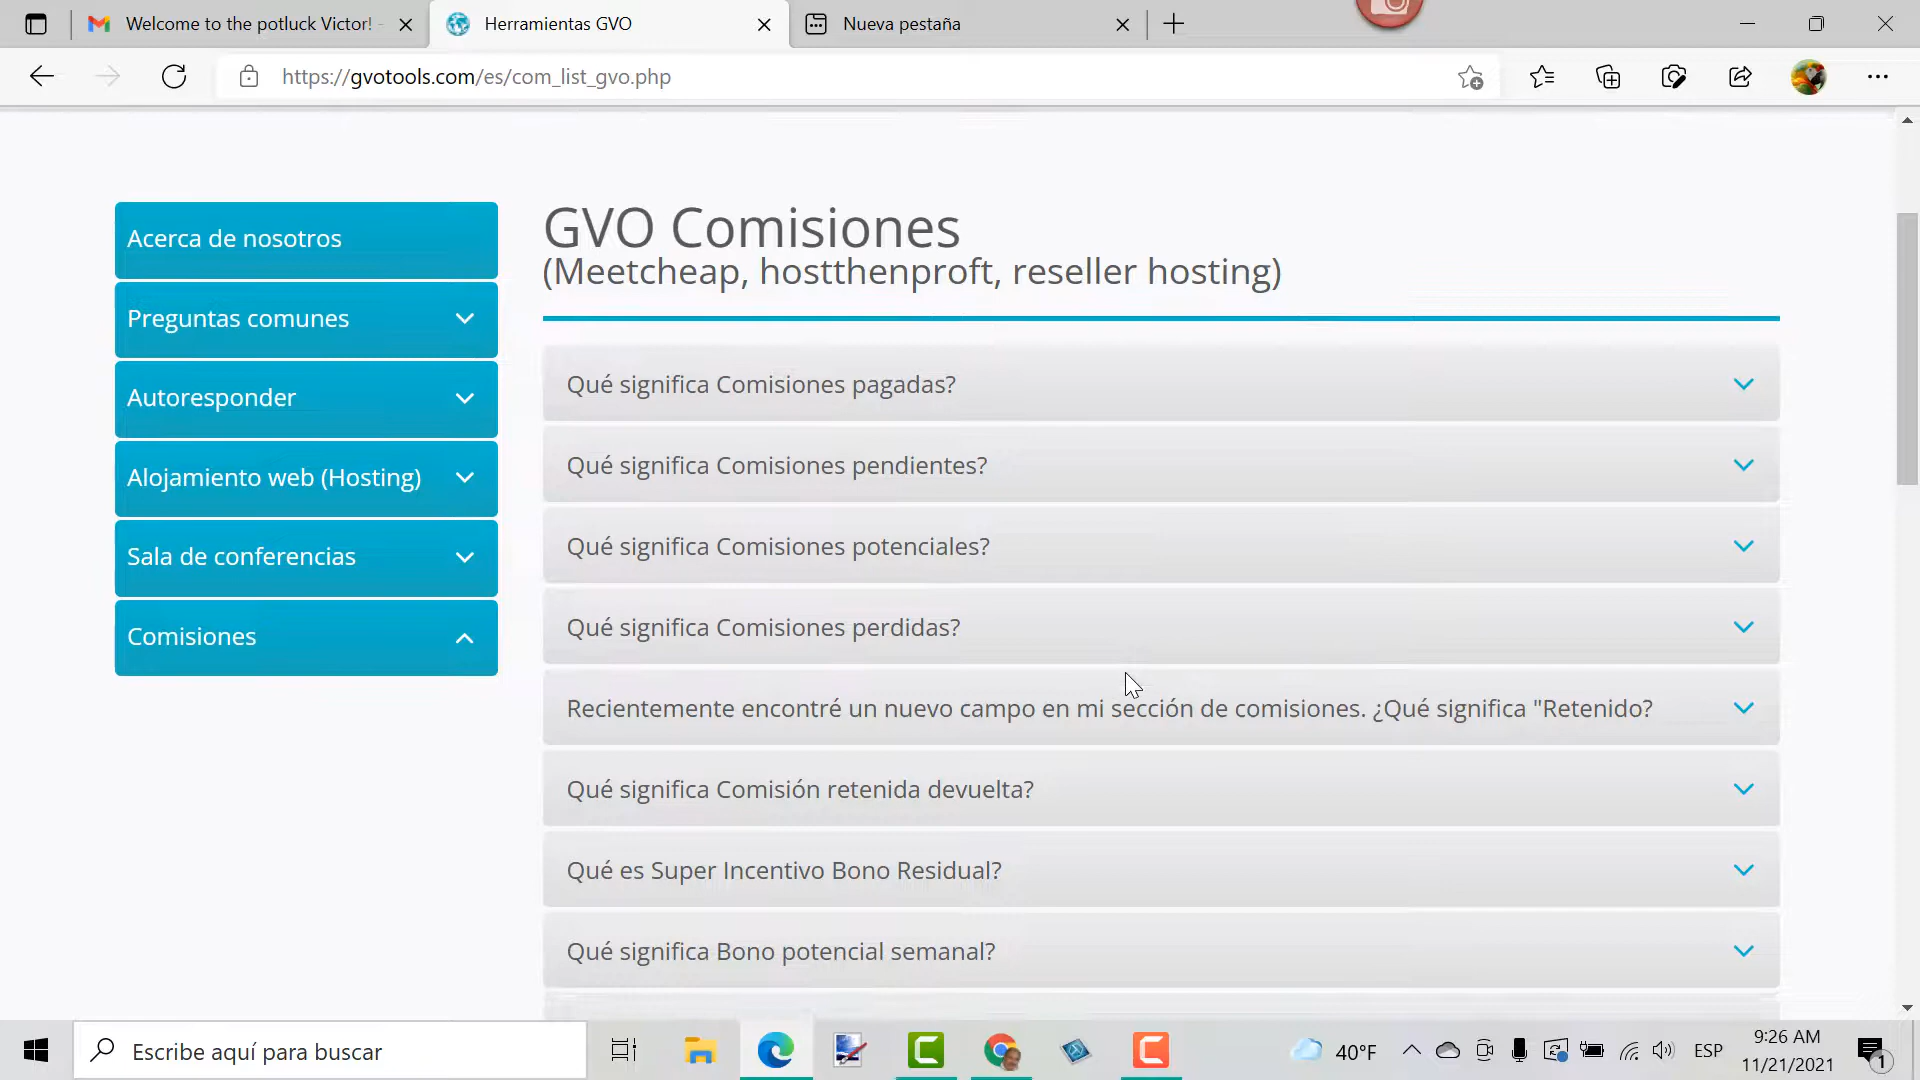 Welcome to the potluck Victor! -
Herramientas GVO
Nueva pestaña
https://gvotools.com/es/com_list_gvo.php
Acerca de nosotros
Preguntas comunes
Autoresponder
Alojamiento web (Hosting)
Sala de conferencias
Comisiones
GVO Comisiones
(Meetcheap, hostthenproft, reseller hosting)
Qué significa Comisiones pagadas?
Qué significa Comisiones pendientes?
Qué significa Comisiones potenciales?
Qué significa Comisiones perdidas?
Recientemente encontré un nuevo campo en mi sección de comisiones. ¿Qué significa "Retenido?
Qué significa Comisión retenida devuelta?
Qué es Super Incentivo Bono Residual?
Qué significa Bono potencial semanal?
Escribe aquí para buscar
40°F
ESP
9:26 AM
11/21/2021
1